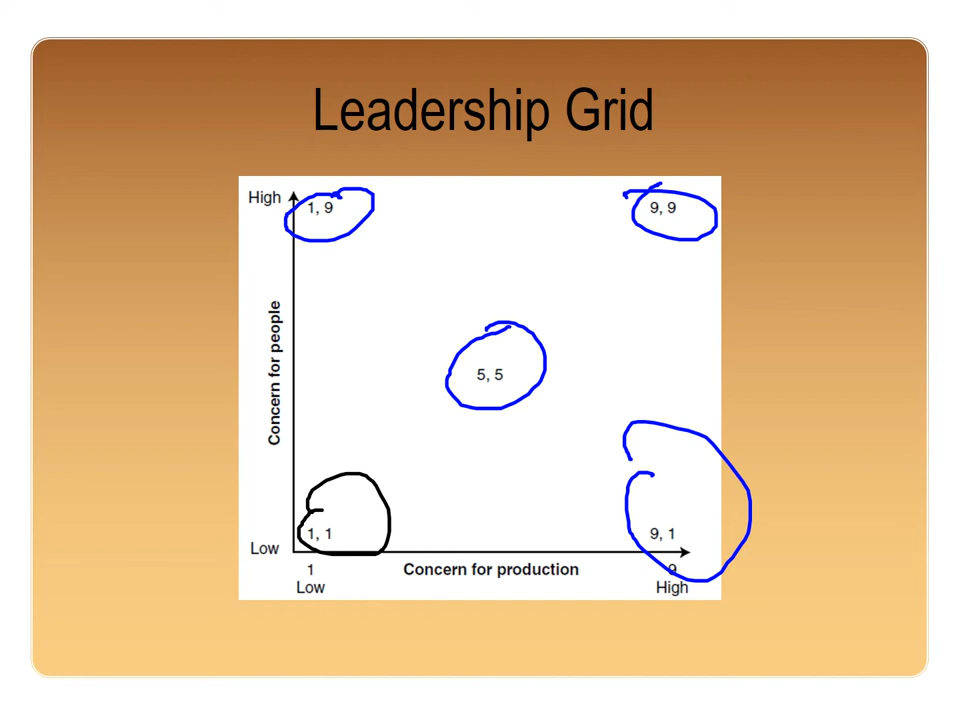 Leadership Grid
High
1, 9
9, 9
Concern for people
5, 5
1, 1
9, 1
Low
1
Concern for production
9
Low
High